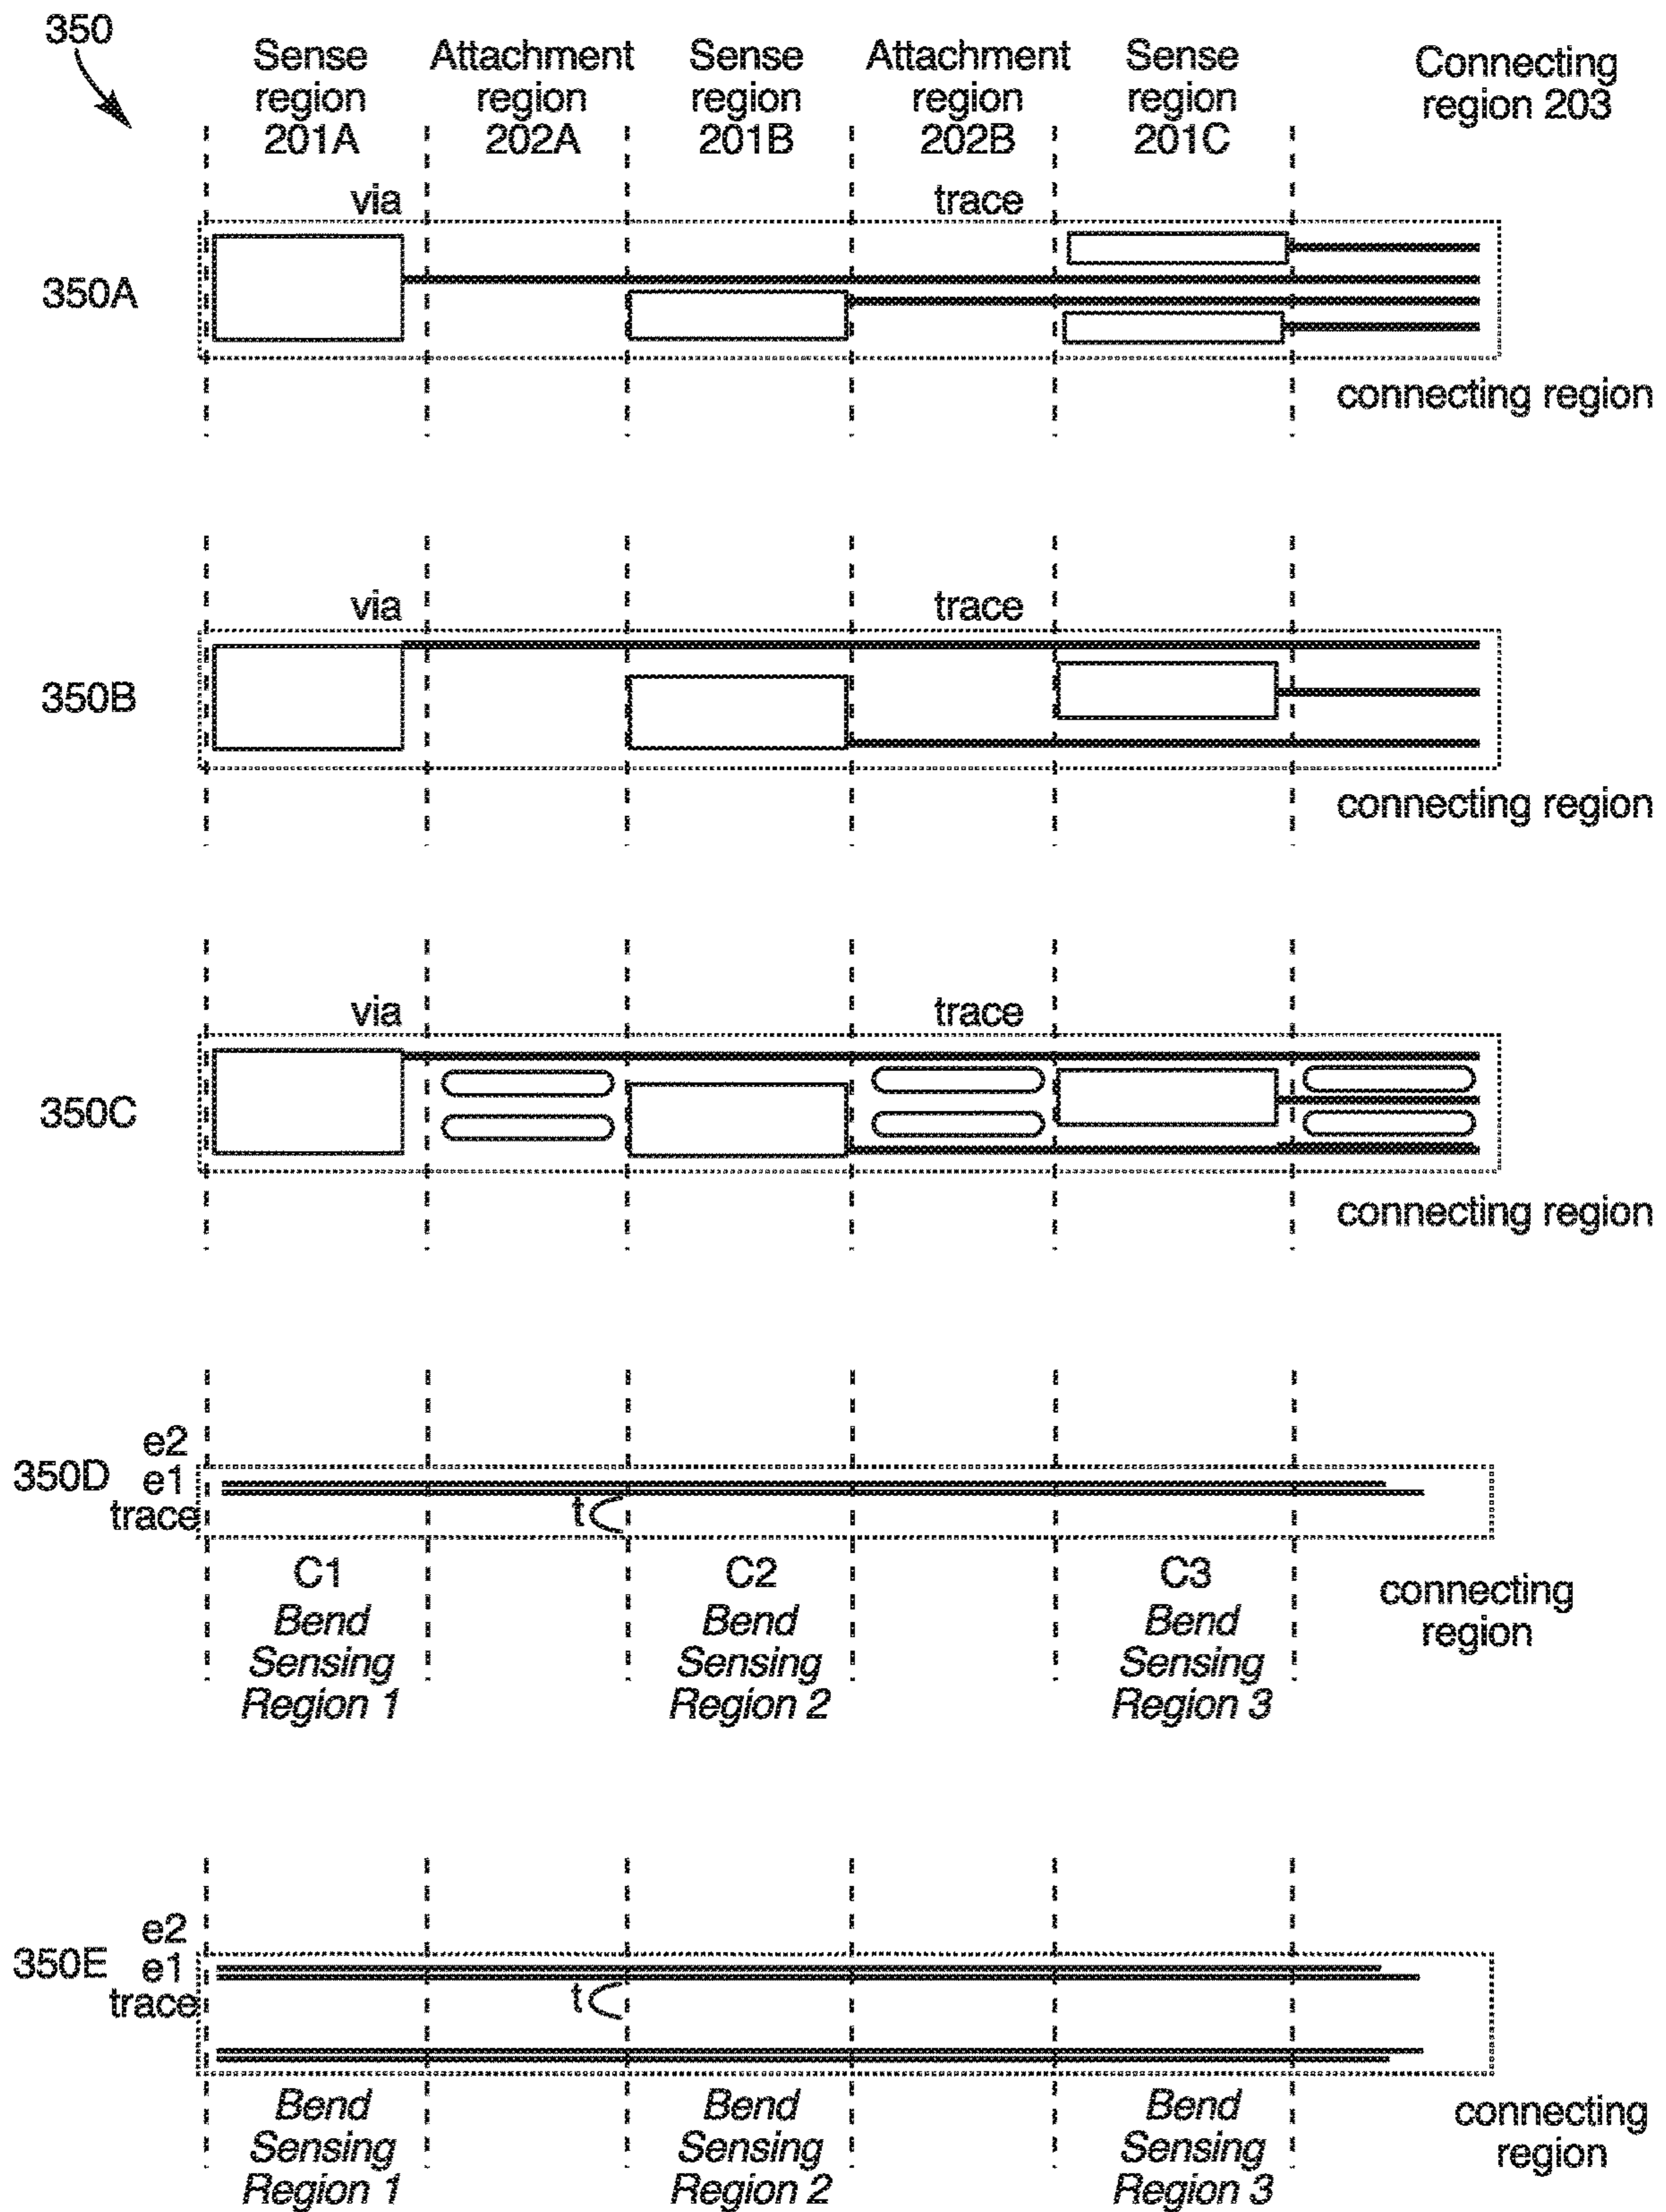 350
Sense
region
201A
Attachment
region
202A
Sense
region
201B
Attachment
region
202B
Sense
region
201C
Connecting
region 203
via
trace
350A
connecting region
via
trace
350B
connecting region
via
trace
350C
connecting region
e2
350D e1
trace
t
C1
Bend
Sensing
Region 1
C2
Bend
Sensing
Region 2
C3
Bend
Sensing
Region 3
connecting
region
e2
350E e1
trace
t
Bend
Sensing
Region 1
Bend
Sensing
Region 2
Bend
Sensing
Region 3
connecting
region